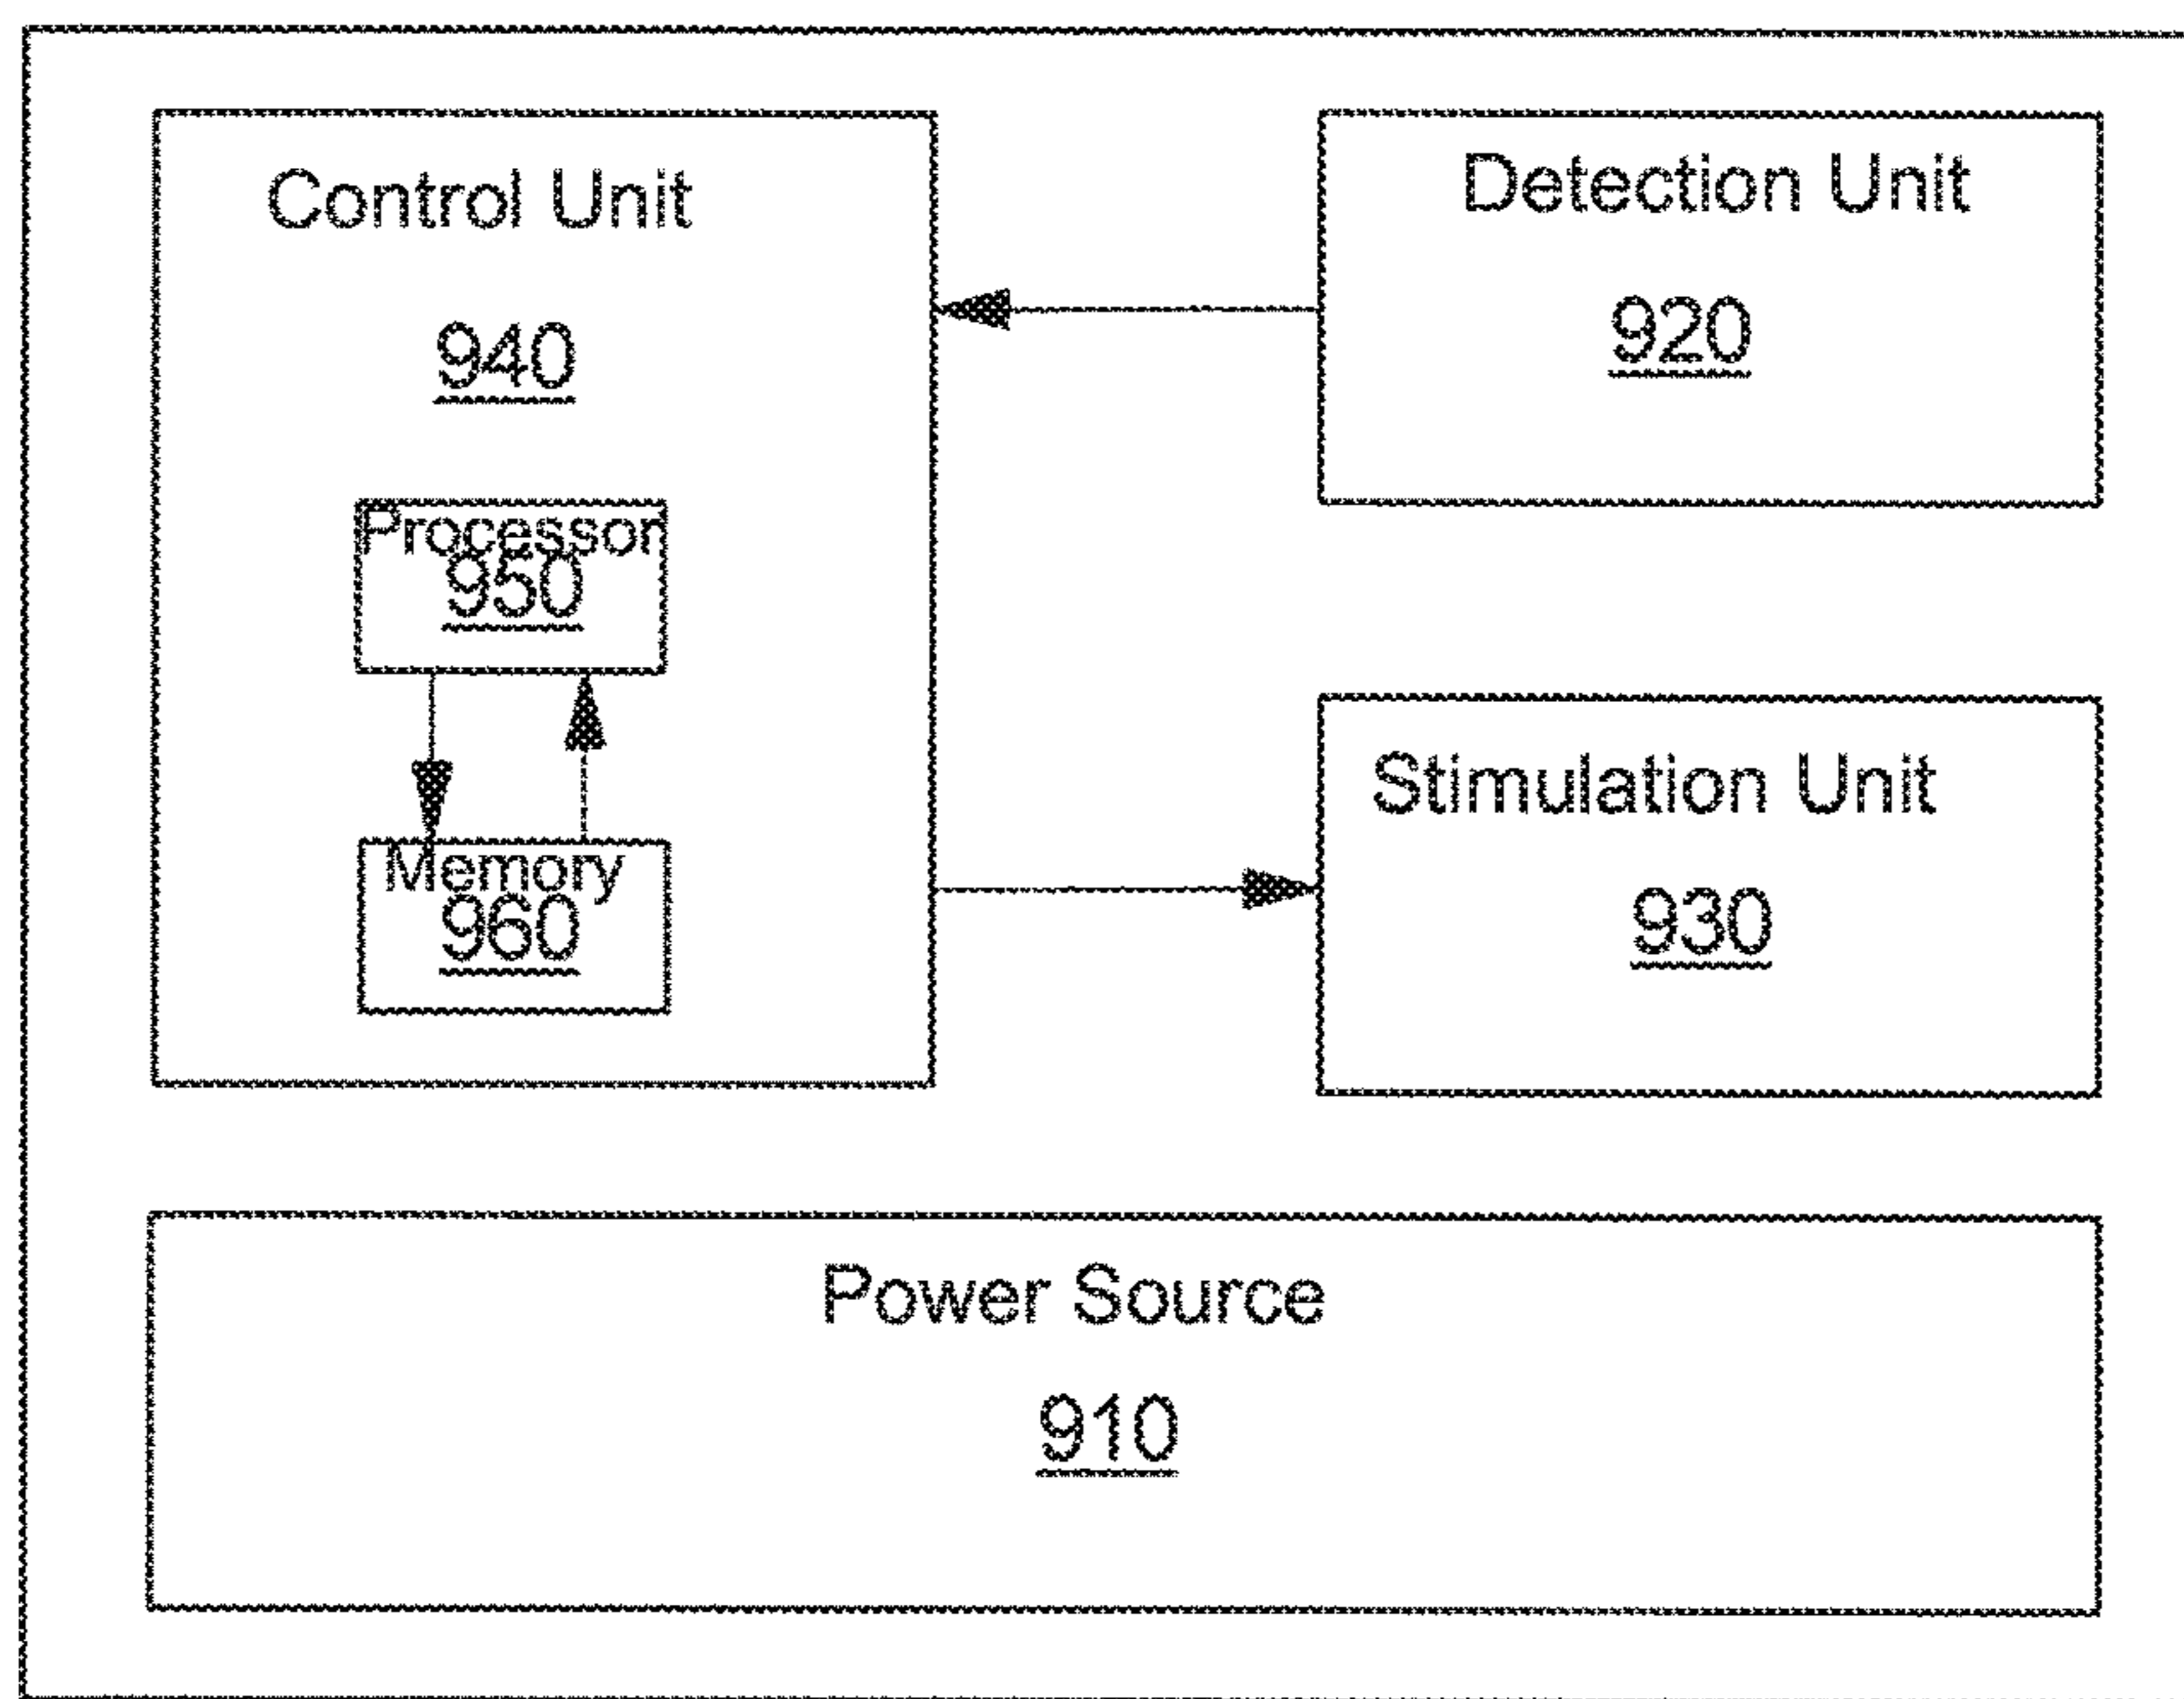 Control Unit
940
Processor
950
Memory
960
Detection Unit
920
Stimulation Unit
930
Power Source
910